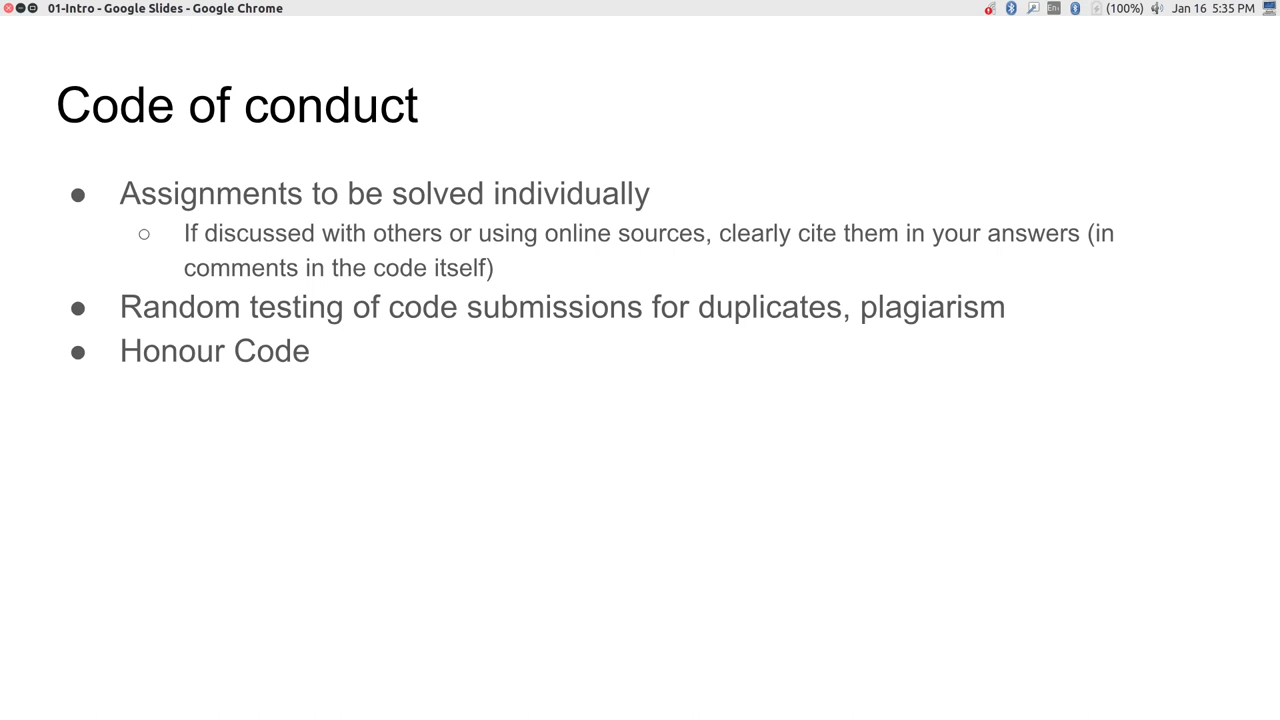 01-Intro - Google Slides - Google Chrome
En
(100%)
Jan 16 5:35 PM
Code of conduct
● Assignments to be solved individually
○ If discussed with others or using online sources, clearly cite them in your answers (in
comments in the code itself)
● Random testing of code submissions for duplicates, plagiarism
● Honour Code